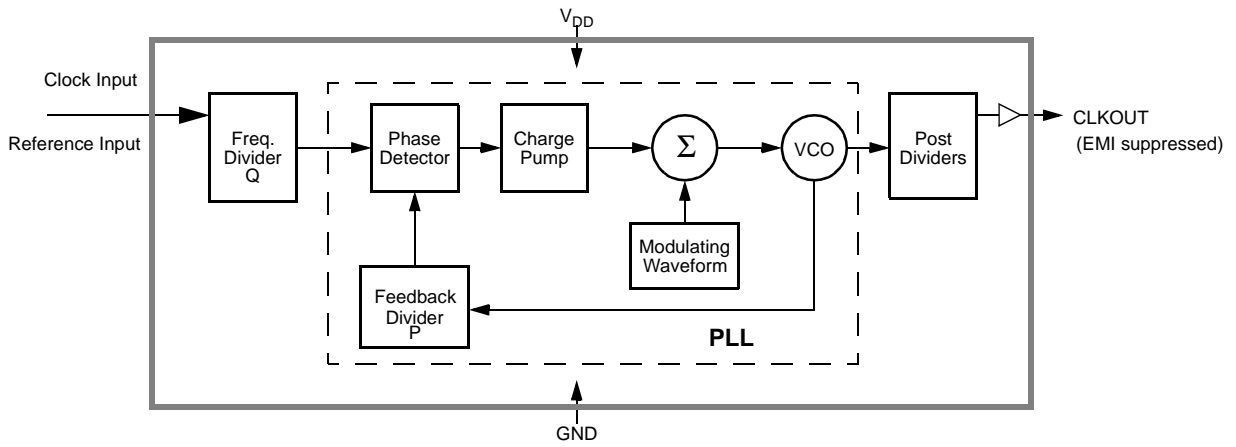 V_DD
Clock Input
Reference Input
Freq.
Divider
Q
Phase
Detector
Charge
Pump
Σ
VCO
Post
Dividers
CLKOUT
(EMI suppressed)
Modulating
Waveform
Feedback
Divider
P
PLL
GND